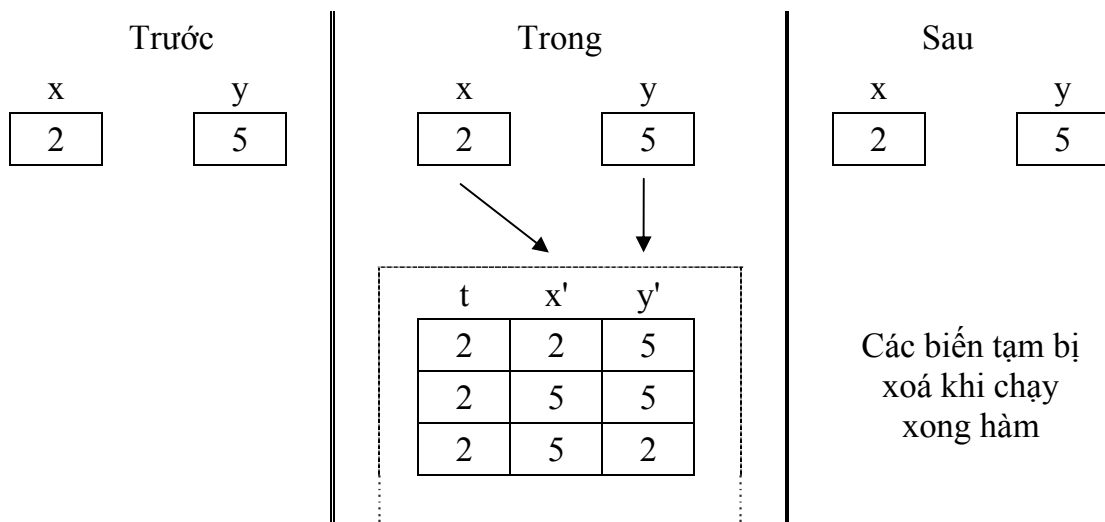 Trước Trong Sau
x y x y x y
2 5 2 5 2 5
t x' y'
2 2 5
2 5 5
2 5 2
Các biến tạm bị
xoá khi chạy
xong hàm